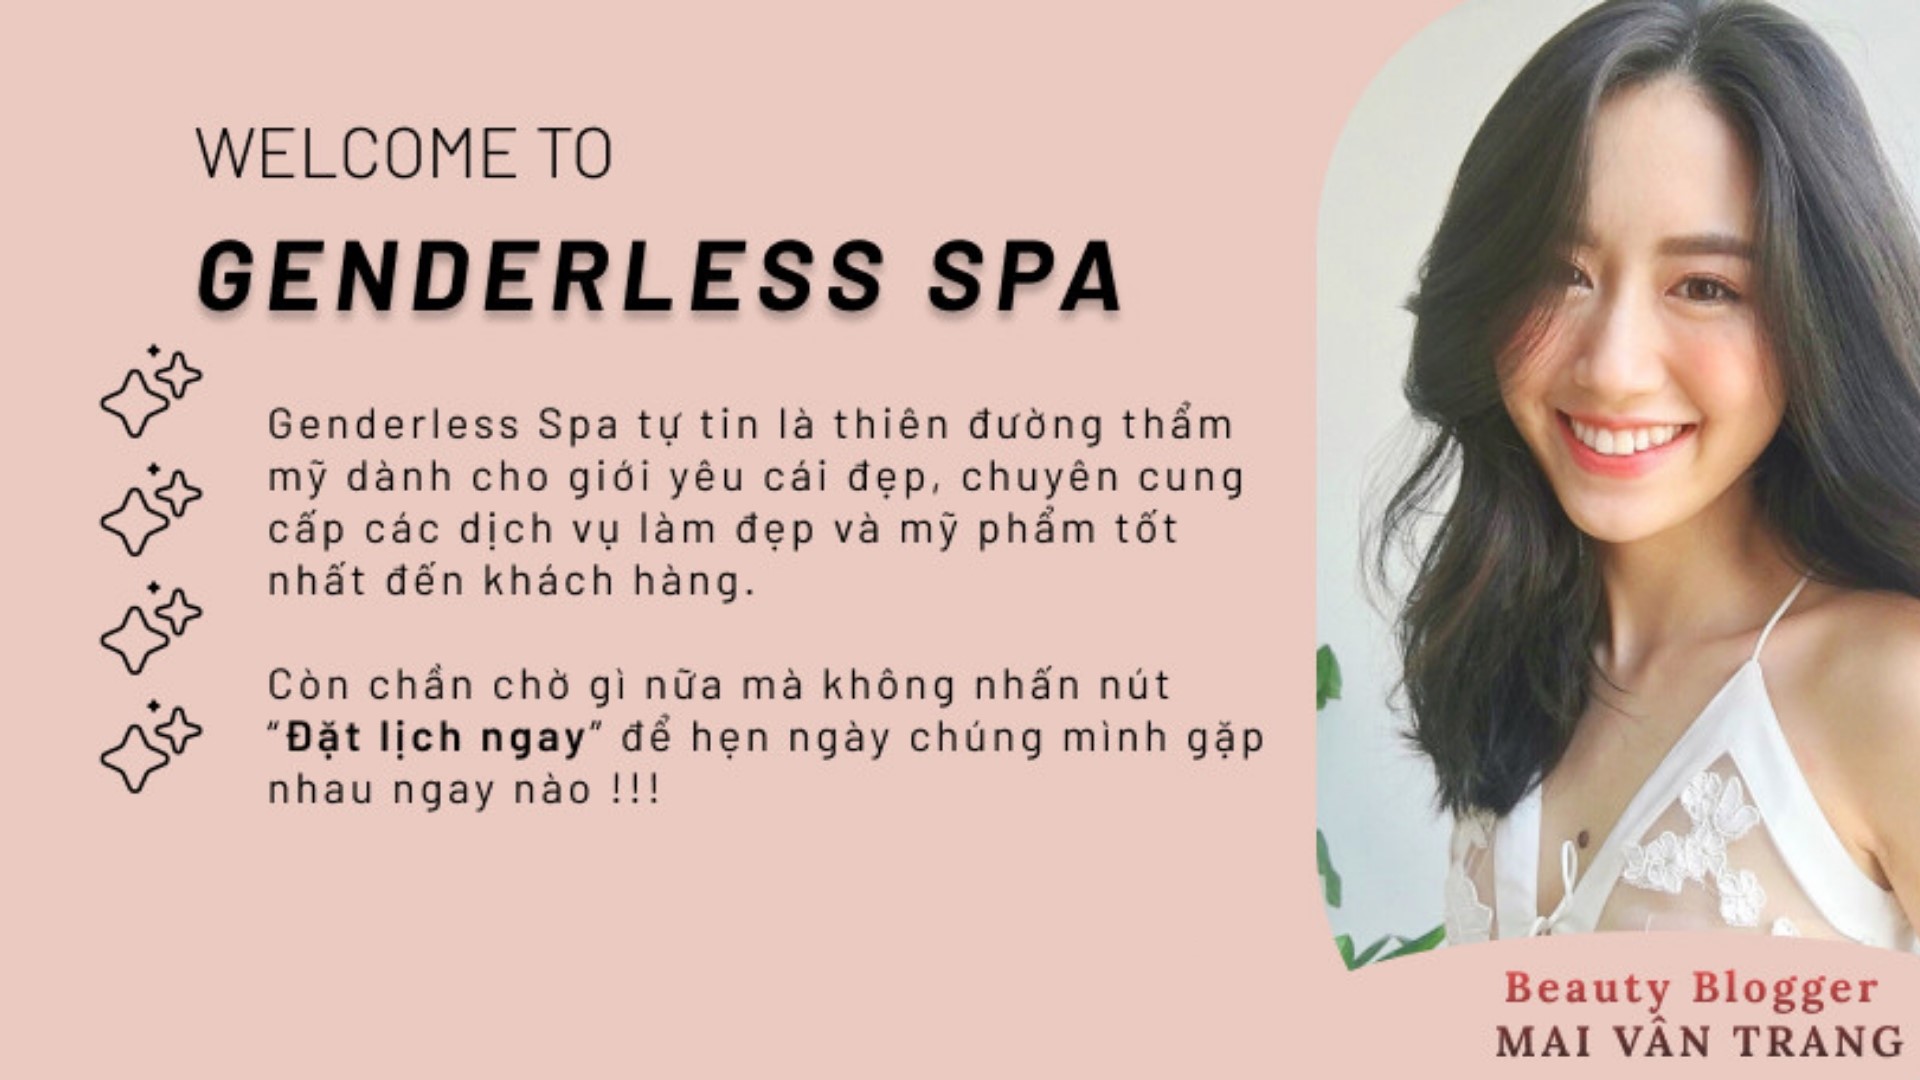 WELCOME TO
GENDERLESS SPA
Genderless Spa tự tin là thiên đường thẩm
mỹ dành cho giới yêu cái đẹp, chuyên cung
cấp các dịch vụ làm đẹp và mỹ phẩm tốt
nhất đến khách hàng.
Còn chần chờ gì nữa mà không nhấn nút
“Đặt lịch ngay” để hẹn ngày chúng mình gặp
nhau ngay nào !!!
Beauty Blogger
MAI VÂN TRANG